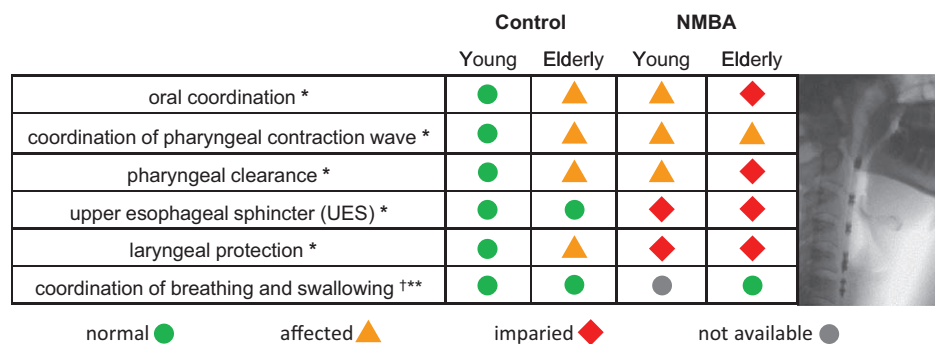 Control NMBA
Young Elderly Young Elderly
oral coordination *
coordination of pharyngeal contraction wave *
pharyngeal clearance *
upper esophageal sphincter (UES) *
laryngeal protection *
coordination of breathing and swallowing †**
normal affected imparied not available